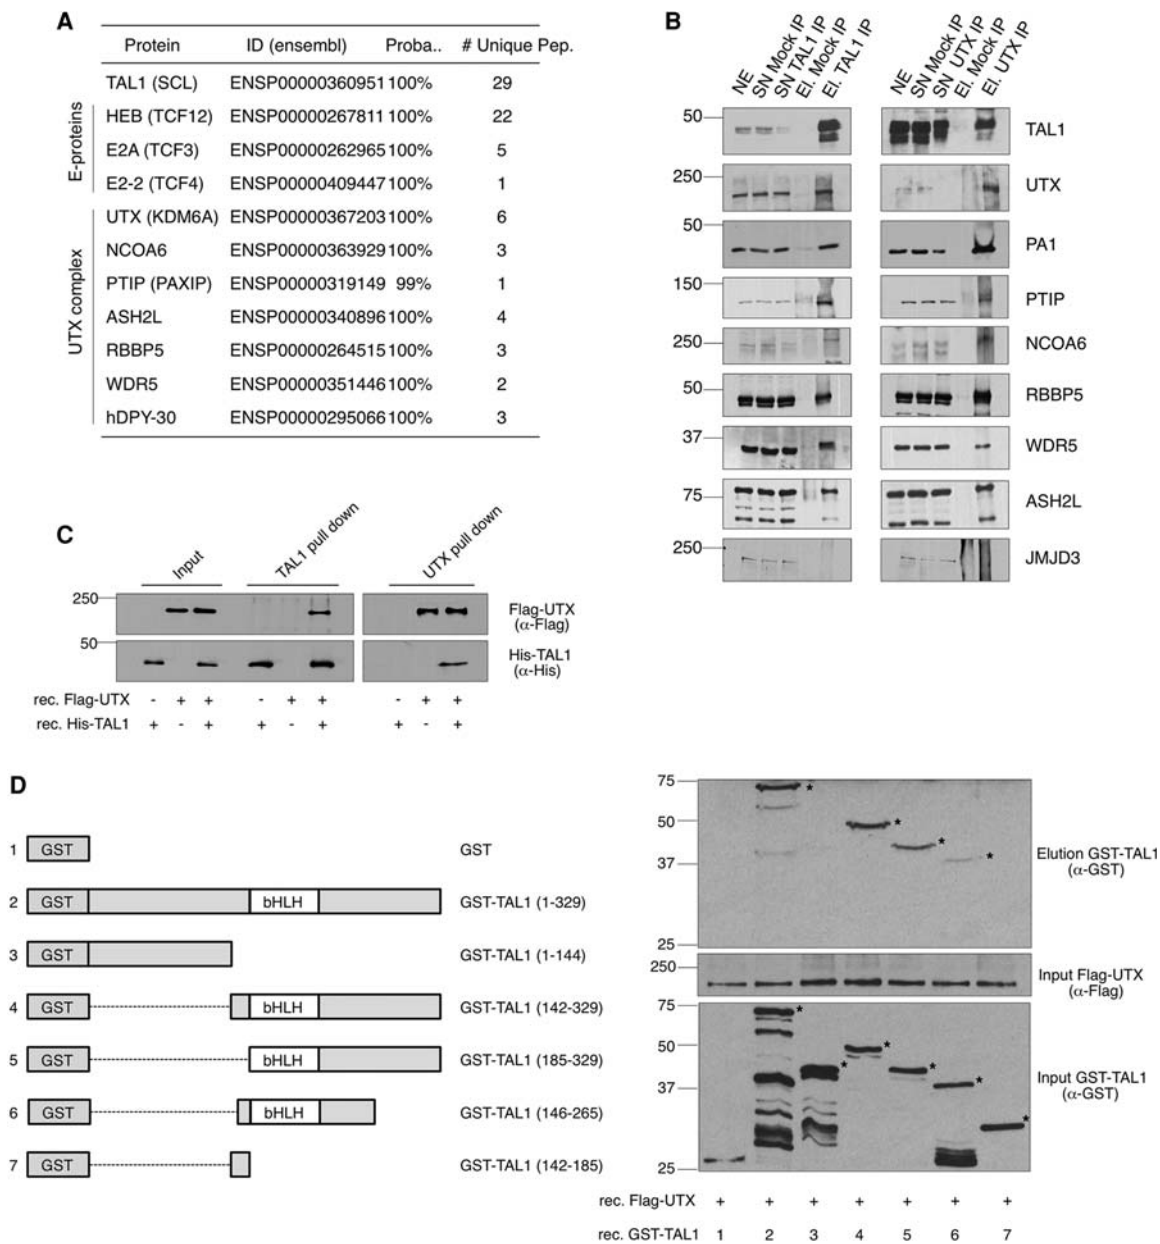 A
Protein ID (ensembl) Proba.. # Unique Pep.
TAL1 (SCL) ENSP00000360951 100% 29
E-proteins
HEB (TCF12) ENSP00000267811 100% 22
E2A (TCF3) ENSP00000262965 100% 5
E2-2 (TCF4) ENSP00000409447 100% 1
UTX complex
UTX (KDM6A) ENSP00000367203 100% 6
NCOA6 ENSP00000363929 100% 3
PTIP (PAXIP) ENSP00000319149 99% 1
ASH2L ENSP00000340896 100% 4
RBBP5 ENSP00000264515 100% 3
WDR5 ENSP00000351446 100% 2
hDPY-30 ENSP00000295066 100% 3
B
NE SN Mock IP SN TAL1 IP El. Mock IP El. TAL1 IP NE SN Mock IP SN UTX IP El. Mock IP El. UTX IP
50 TAL1
250 UTX
50 PA1
150 PTIP
250 NCOA6
50 RBBP5
37 WDR5
75 ASH2L
250 JMJD3
C
Input TAL1 pull down UTX pull down
250 Flag-UTX
(α-Flag)
50 His-TAL1
(α-His)
rec. Flag-UTX - + + - + + - + +
rec. His-TAL1 + - + + - + + - +
D
1 GST GST
2 GST bHLH GST-TAL1 (1-329)
3 GST GST-TAL1 (1-144)
4 GST bHLH GST-TAL1 (142-329)
5 GST bHLH GST-TAL1 (185-329)
6 GST bHLH GST-TAL1 (146-265)
7 GST GST-TAL1 (142-185)
75 *
50 *
*
37 *
25
Elution GST-TAL1
(α-GST)
250 Input Flag-UTX
(α-Flag)
*
50 *
* * 
37 *
*
25
Input GST-TAL1
(α-GST)
rec. Flag-UTX + + + + + + +
rec. GST-TAL1 1 2 3 4 5 6 7